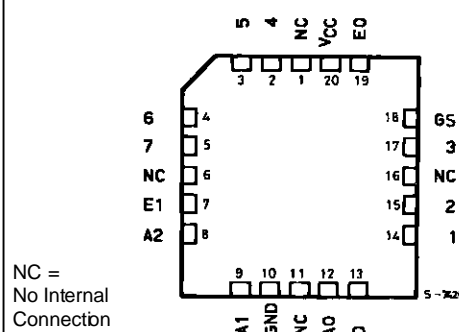 5 4 NC VCC EO
3 2 1 20 19
6 4 18 GS
7 5 17 3
NC 6 16 NC
E1 7 15 2
A2 8 14 1
9 10 11 12 13
A1 GND NC A0
NC =
No Internal
Connection